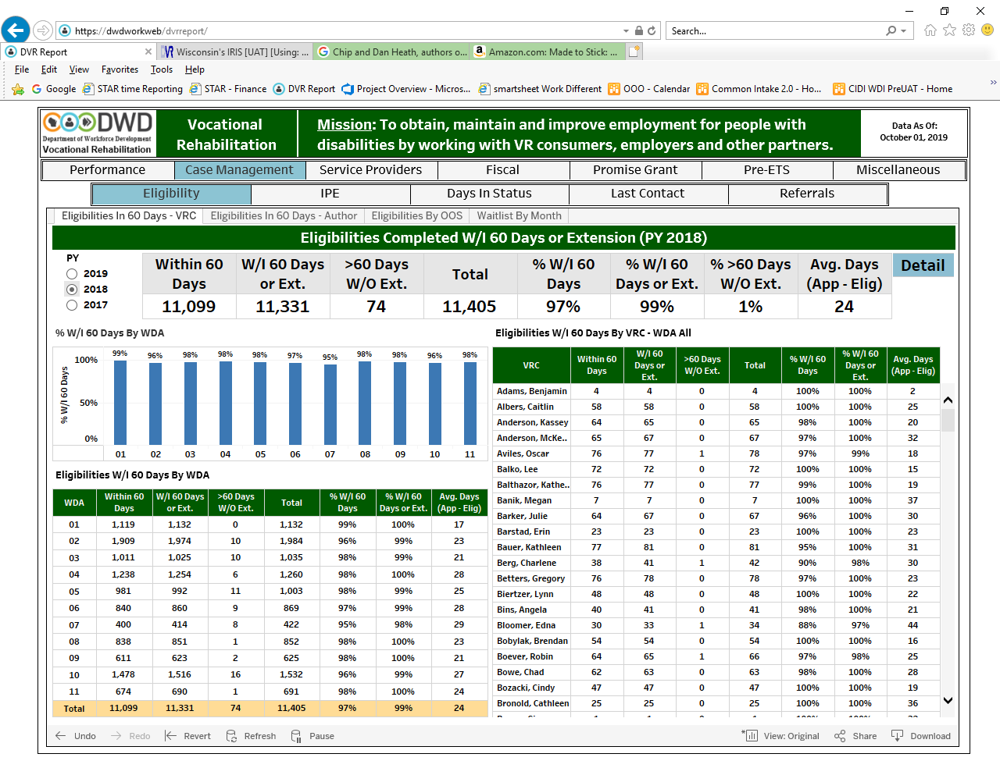 https://dwdworkweb/dvrreport/
Search...
DVR Report
Wisconsin's IRIS [UAT] [Using: ...
Chip and Dan Heath, authors o...
Amazon.com: Made to Stick: ...
File Edit View Favorites Tools Help
Google STAR time Reporting STAR - Finance DVR Report Project Overview - Micros... smartsheet Work Different OOO - Calendar Common Intake 2.0 - Ho... CIDI WDI PreUAT - Home
DWD
Department of Workforce Development
Vocational Rehabilitation
Vocational
Rehabilitation
Mission: To obtain, maintain and improve employment for people with
disabilities by working with VR consumers, employers and other partners.
Data As Of:
October 01, 2019
Performance Case Management Service Providers Fiscal Promise Grant Pre-ETS Miscellaneous
Eligibility IPE Days In Status Last Contact Referrals
Eligibilities In 60 Days - VRC Eligibilities In 60 Days - Author Eligibilities By OOS Waitlist By Month
Eligibilities Completed W/I 60 Days or Extension (PY 2018)
PY
2019
2018
2017
Within 60 Days W/I 60 Days or Ext. >60 Days W/O Ext. Total % W/I 60 Days % W/I 60 Days or Ext. % >60 Days W/O Ext. Avg. Days (App - Elig)
11,099 11,331 74 11,405 97% 99% 1% 24
Detail
% W/I 60 Days By WDA
% W/I 60 Days
100%
50%
0%
99% 96% 98% 98% 98% 97% 95% 98% 98% 96% 98%
01 02 03 04 05 06 07 08 09 10 11
Eligibilities W/I 60 Days By WDA
WDA Within 60 Days W/I 60 Days or Ext. >60 Days W/O Ext. Total % W/I 60 Days % W/I 60 Days or Ext. Avg. Days (App - Elig)
01 1,119 1,132 0 1,132 99% 100% 17
02 1,909 1,974 10 1,984 96% 99% 23
03 1,011 1,025 10 1,035 98% 99% 21
04 1,238 1,254 6 1,260 98% 100% 28
05 981 992 11 1,003 98% 99% 25
06 840 860 9 869 97% 99% 28
07 400 414 8 422 95% 98% 29
08 838 851 1 852 98% 100% 23
09 611 623 2 625 98% 100% 21
10 1,478 1,516 16 1,532 96% 99% 27
11 674 690 1 691 98% 100% 24
Total 11,099 11,331 74 11,405 97% 99% 24
Eligibilities W/I 60 Days By VRC - WDA All
VRC Within 60 Days W/I 60 Days or Ext. >60 Days W/O Ext. Total % W/I 60 Days % W/I 60 Days or Ext. Avg. Days (App - Elig)
Adams, Benjamin 4 4 0 4 100% 100% 2
Albers, Caitlin 58 58 0 58 100% 100% 25
Anderson, Kassey 64 65 0 65 98% 100% 20
Anderson, McKe.. 65 67 0 67 97% 100% 32
Aviles, Oscar 76 77 1 78 97% 99% 18
Balko, Lee 72 72 0 72 100% 100% 15
Balthazor, Kathe.. 76 77 0 77 99% 100% 19
Banik, Megan 7 7 0 7 100% 100% 37
Barker, Julie 64 67 0 67 96% 100% 30
Barstad, Erin 23 23 0 23 100% 100% 23
Bauer, Kathleen 77 81 0 81 95% 100% 31
Berg, Charlene 38 41 1 42 90% 98% 30
Betters, Gregory 76 78 0 78 97% 100% 23
Biertzer, Lynn 48 48 0 48 100% 100% 22
Bins, Angela 40 41 0 41 98% 100% 21
Bloomer, Edna 30 33 1 34 88% 97% 44
Bobylak, Brendan 54 54 0 54 100% 100% 16
Boever, Robin 64 65 1 66 97% 98% 25
Bowe, Chad 62 63 0 63 98% 100% 28
Bozacki, Cindy 47 47 0 47 100% 100% 19
Bronold, Cathleen 25 25 0 25 100% 100% 36
Undo Redo Revert Refresh Pause View: Original Share Download